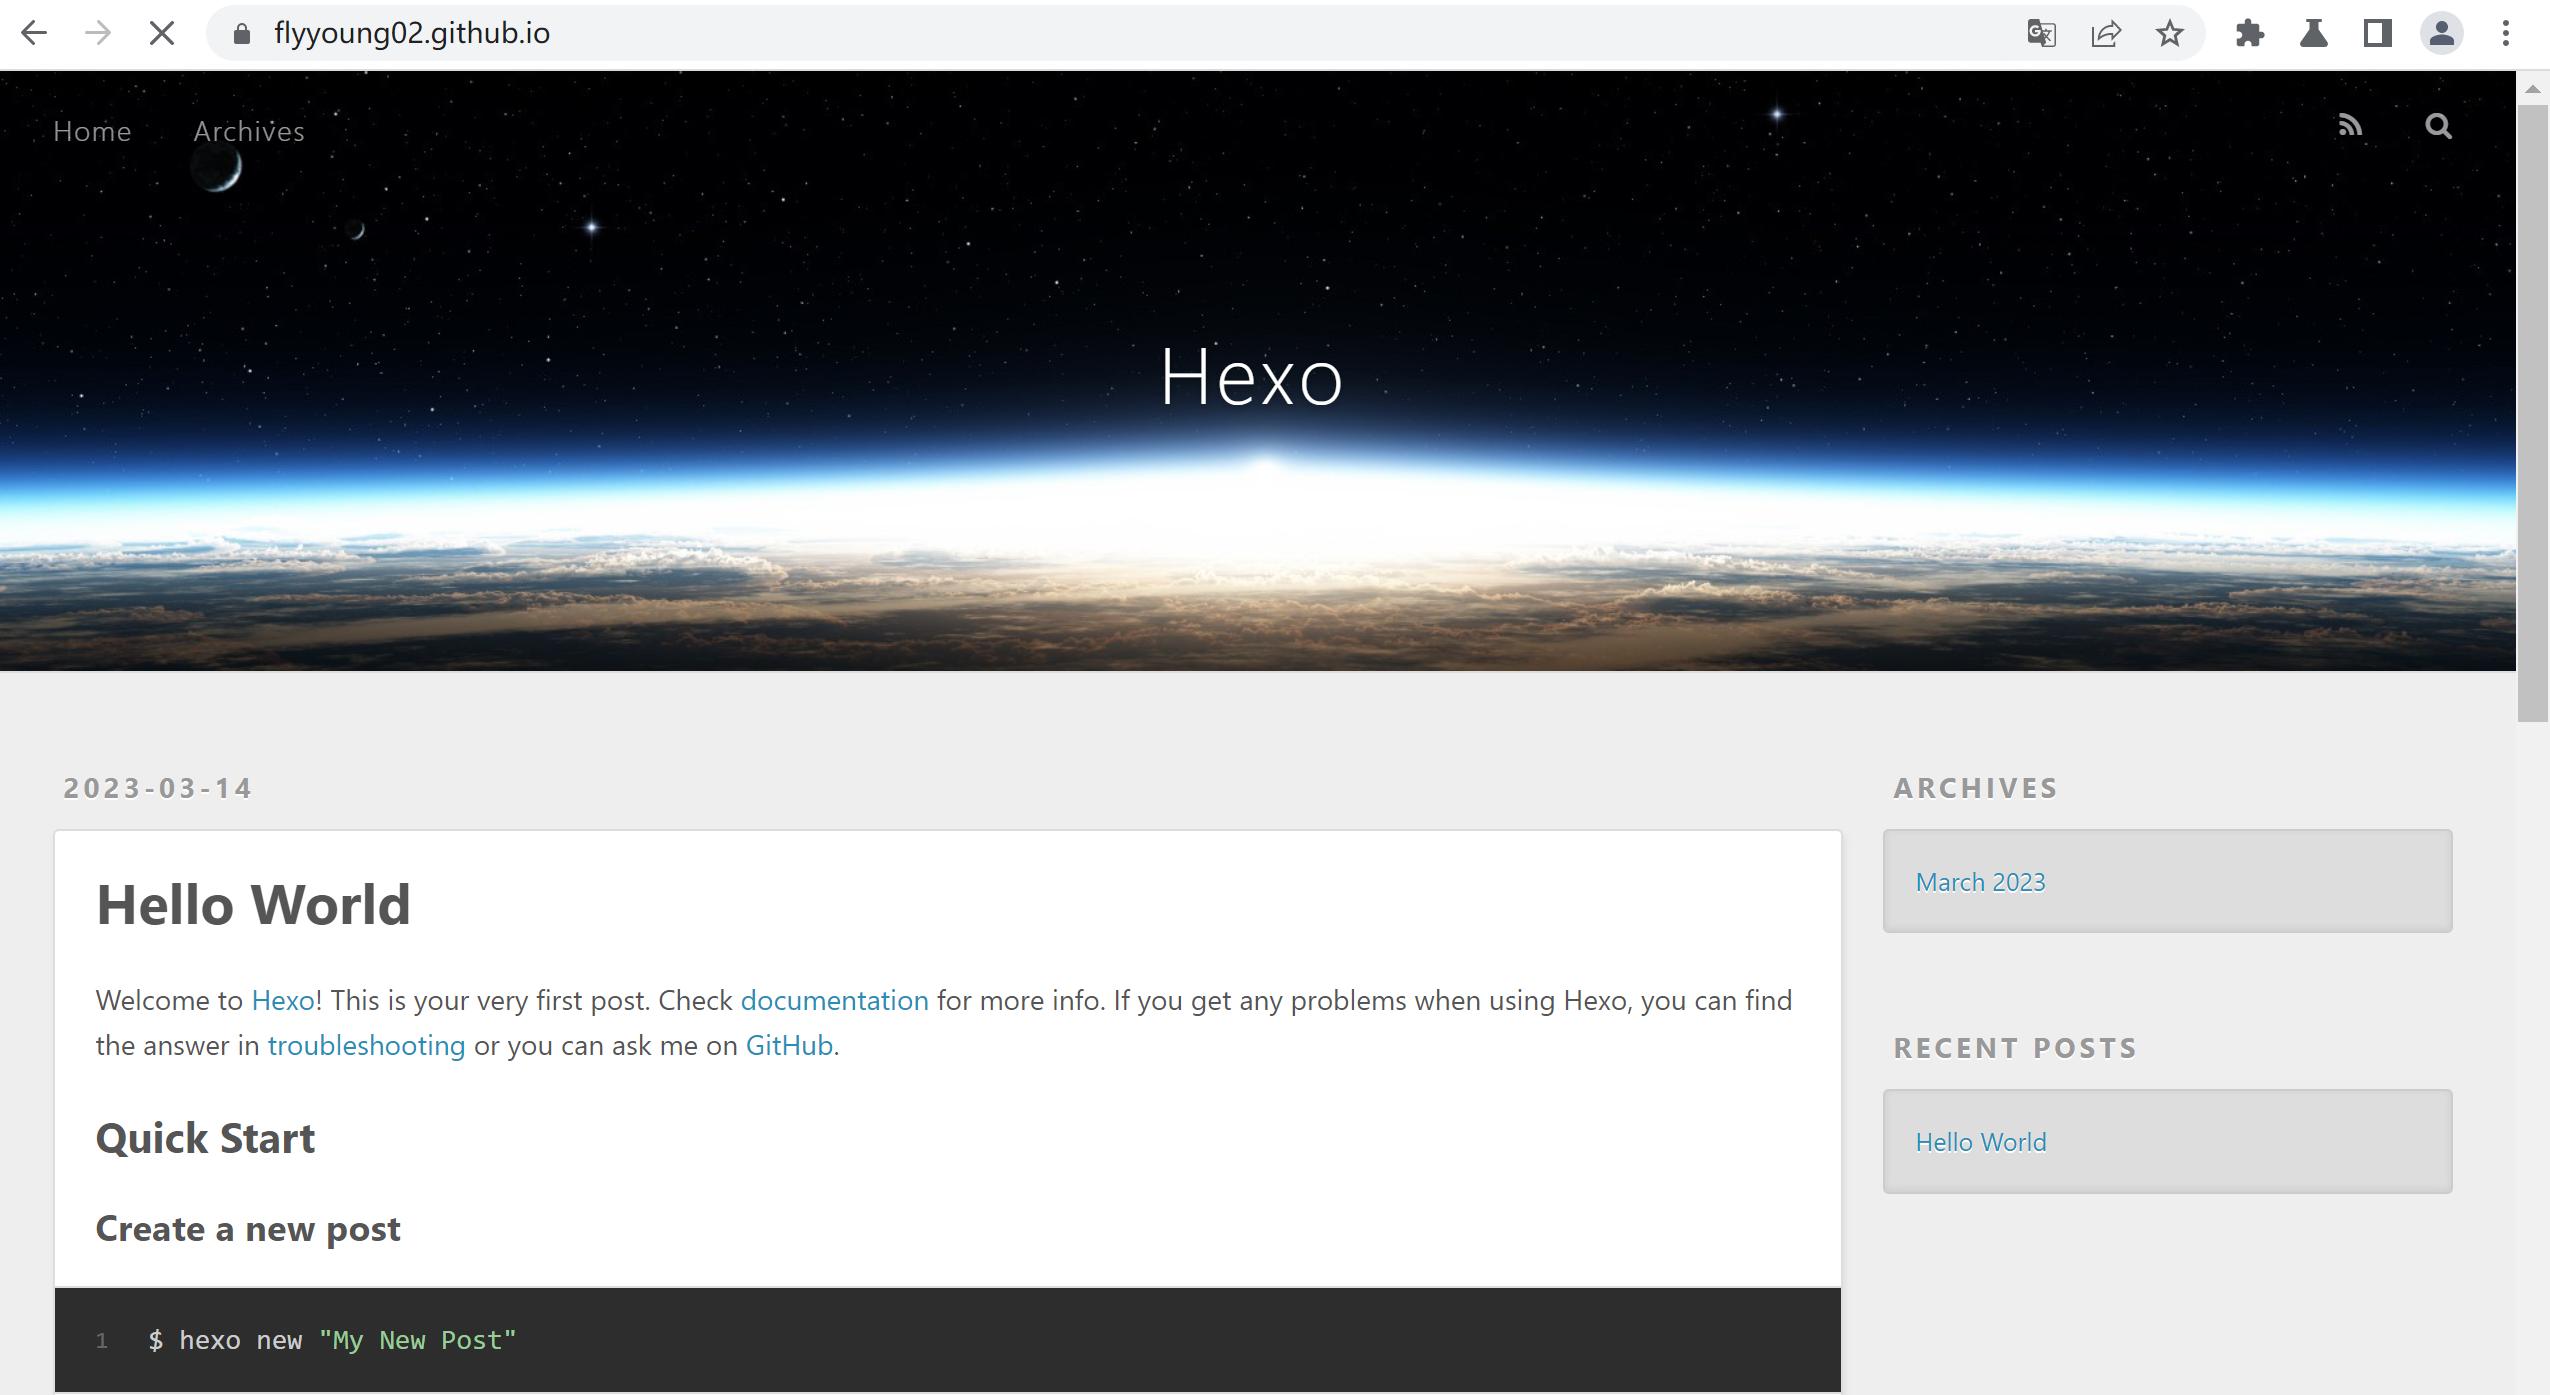 flyyoung02.github.io
Home
Archives
Hexo
2023-03-14
Hello World
Welcome to Hexo! This is your very first post. Check documentation for more info. If you get any problems when using Hexo, you can find
the answer in troubleshooting or you can ask me on GitHub.
Quick Start
Create a new post
1 $ hexo new "My New Post"
ARCHIVES
March 2023
RECENT POSTS
Hello World